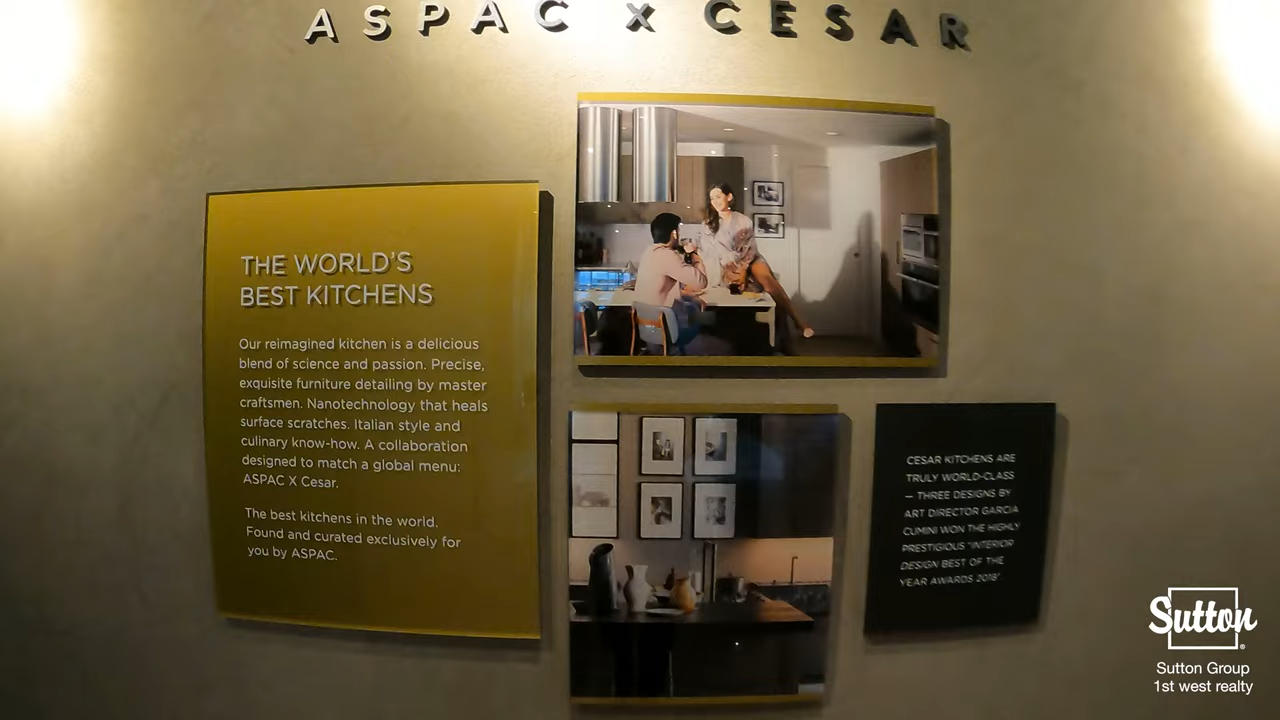 ASPAC x CESAR
THE WORLD'S
BEST KITCHENS
Our reimagined kitchen is a delicious
blend of science and passion. Precise,
exquisite furniture detailing by master
craftsmen. Nanotechnology that heals
surface scratches. Italian style and
culinary know-how. A collaboration
designed to match a global menu:
ASPAC X Cesar.
The best kitchens in the world.
Found and curated exclusively for
you by ASPAC.
CESAR KITCHENS ARE
TRULY WORLD-CLASS
– THREE DESIGNS BY
ART DIRECTOR GARCIA
CUMINI WON THE HIGHLY
PRESTIGIOUS "INTERIOR
DESIGN BEST OF THE
YEAR AWARDS 2018"
Sutton
Sutton Group
1st west realty